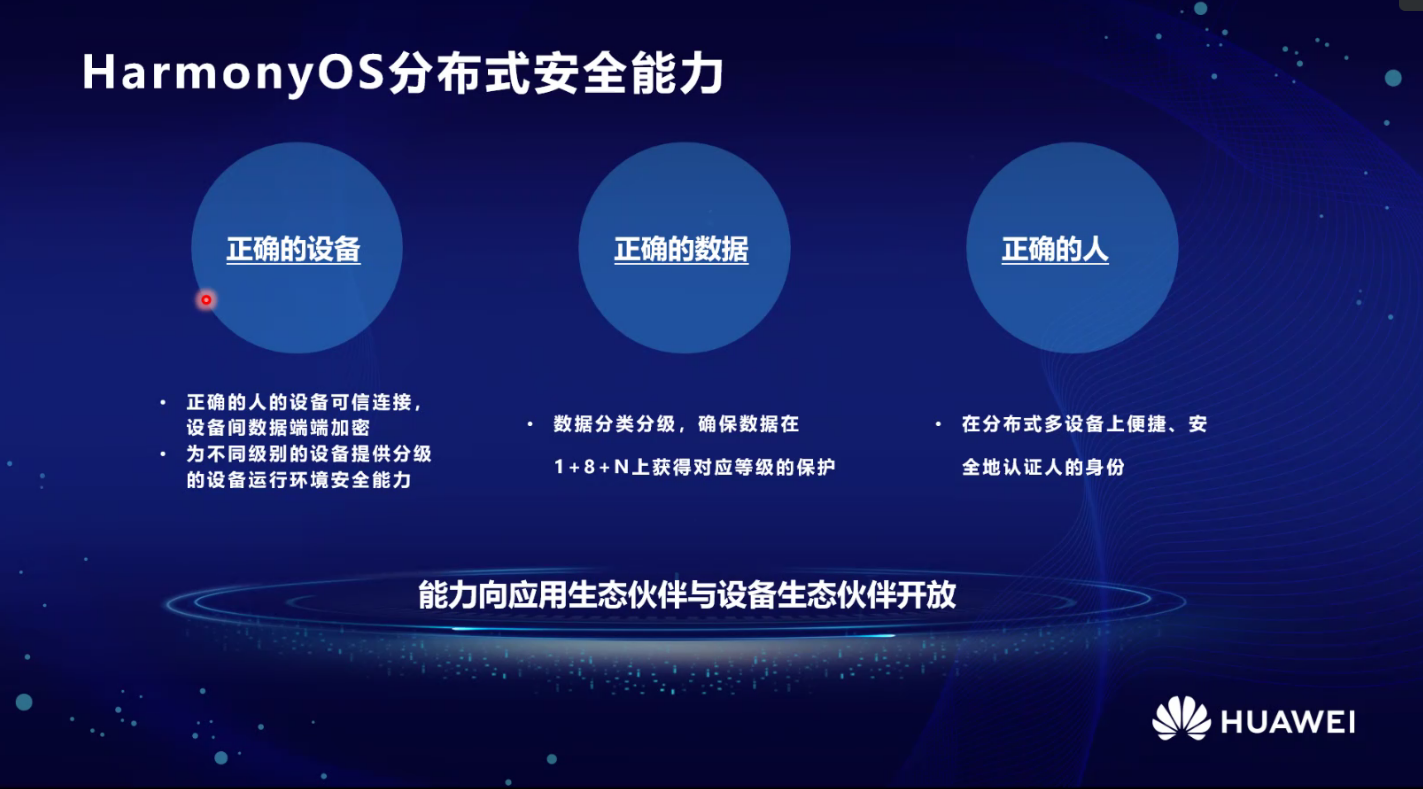 HarmonyOS分布式安全能力
正确的设备
正确的数据
正确的人
• 正确的人的设备可信连接，
设备间数据端端加密
• 为不同级别的设备提供分级
的设备运行环境安全能力
• 数据分类分级，确保数据在
1+8+N上获得对应等级的保护
• 在分布式多设备上便捷、安
全地认证人的身份
能力向应用生态伙伴与设备生态伙伴开放
HUAWEI